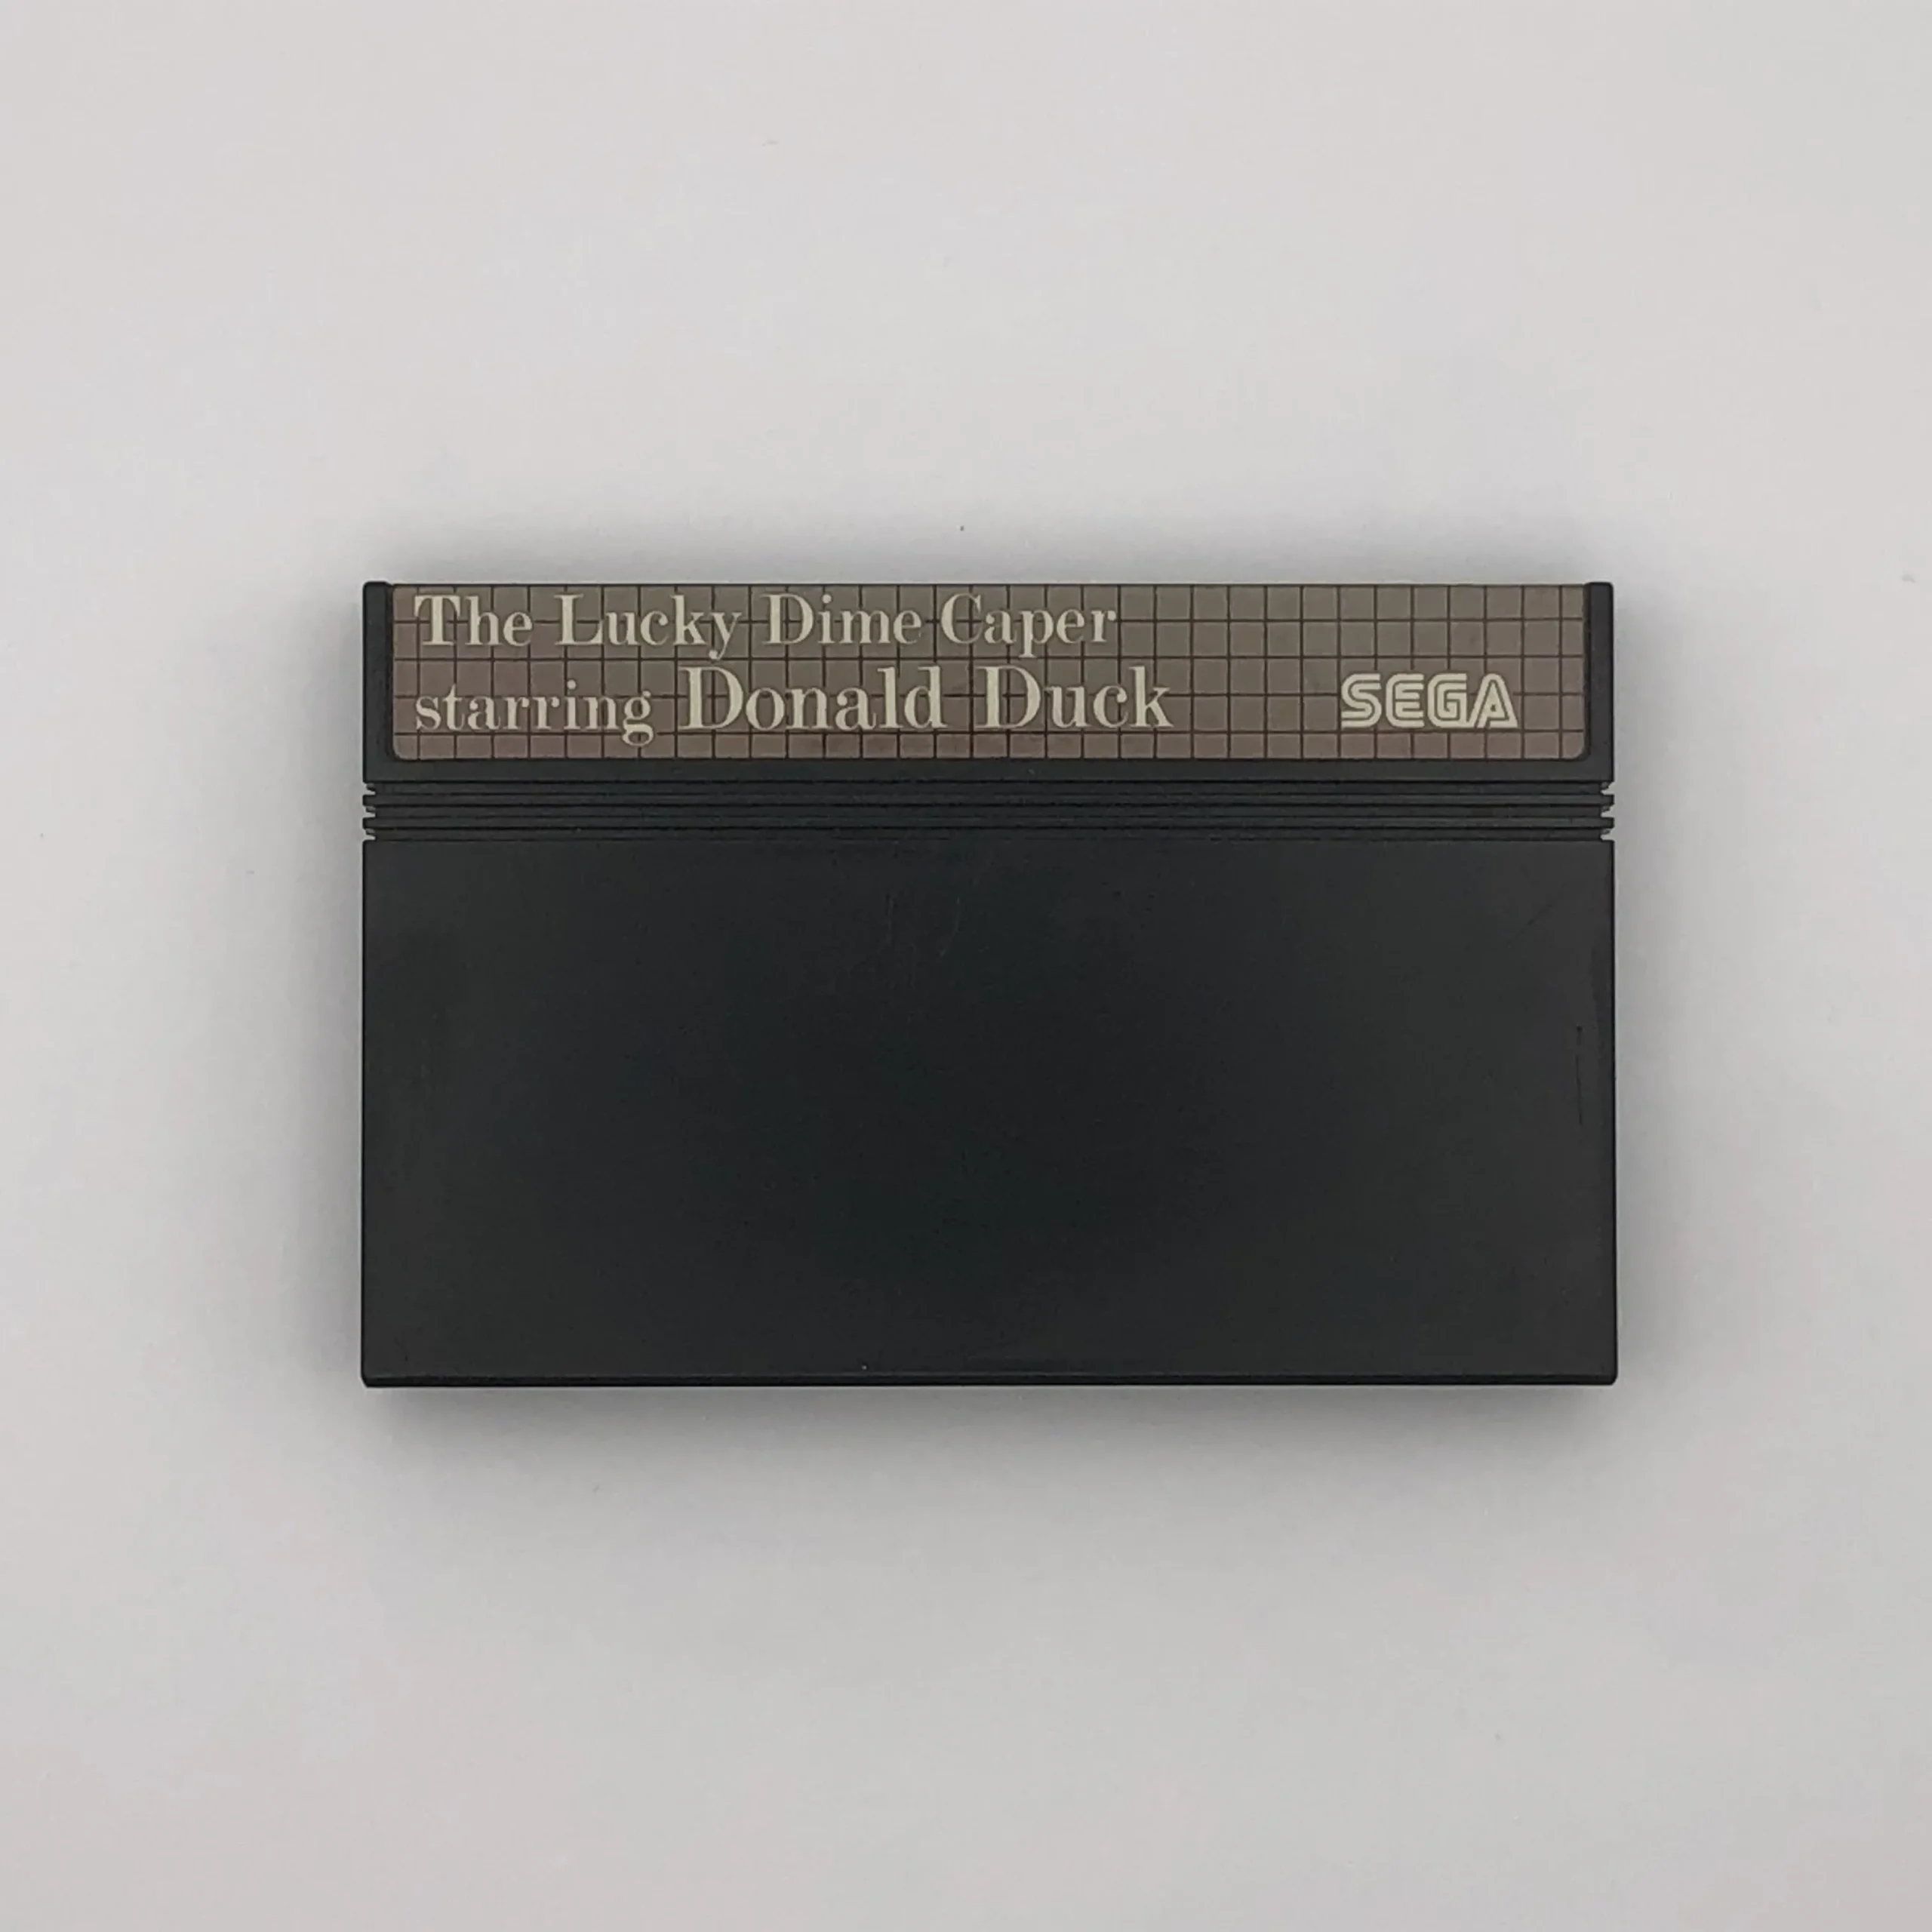 The Lucky Dime Caper
starring Donald Duck
SEGA